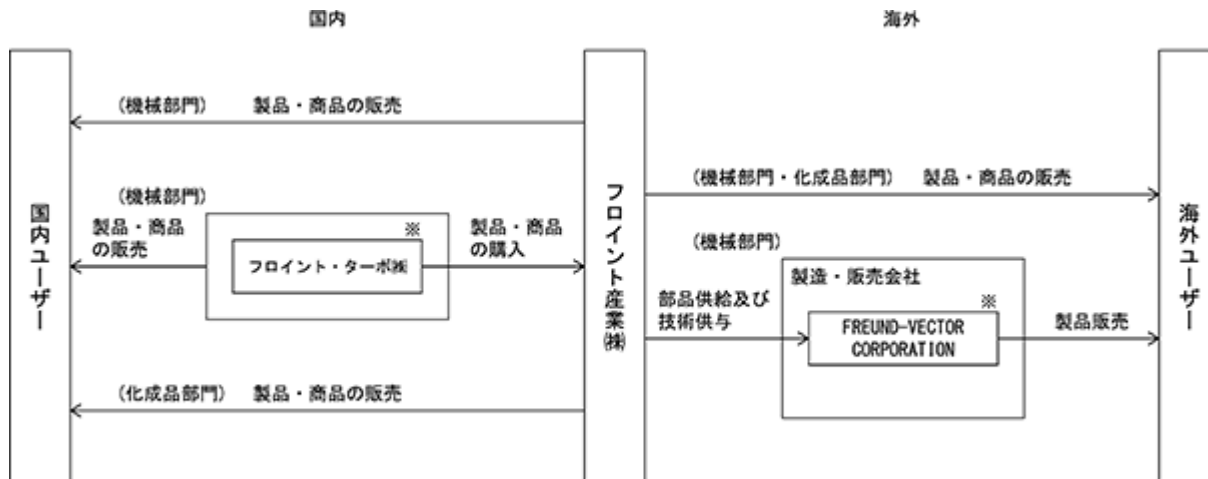 国内
海外
国内ユーザー
(機械部門) 製品・商品の販売
(機械部門)
製品・商品
の販売
※
フロイント・ターボ㈱
製品・商品
の購入
(化成品部門) 製品・商品の販売
フロイント産業㈱
(機械部門・化成品部門) 製品・商品の販売
(機械部門)
部品供給及び
技術供与
製造・販売会社
※
FREUND-VECTOR
CORPORATION
製品販売
海外ユーザー